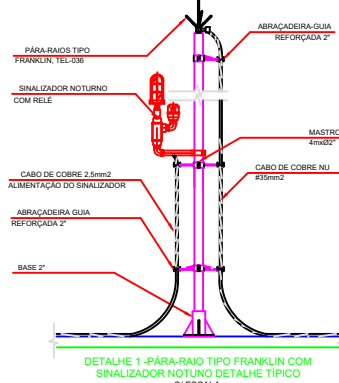 ABRAÇADEIRA-GUIA
REFORÇADA 2"
PÁRA-RAIOS TIPO
FRANKLIN, TEL-036
SINALIZADOR NOTURNO
COM RELÊ
MASTRO
4mxØ2"
CABO DE COBRE 2,5mm2
ALIMENTAÇÃO DO SINALIZADOR
CABO DE COBRE NU
#35mm2
ABRAÇADEIRA GUIA
REFORÇADA 2"
BASE 2"
DETALHE 1 -PÁRA-RAIO TIPO FRANKLIN COM
SINALIZADOR NOTUNO DETALHE TÍPICO